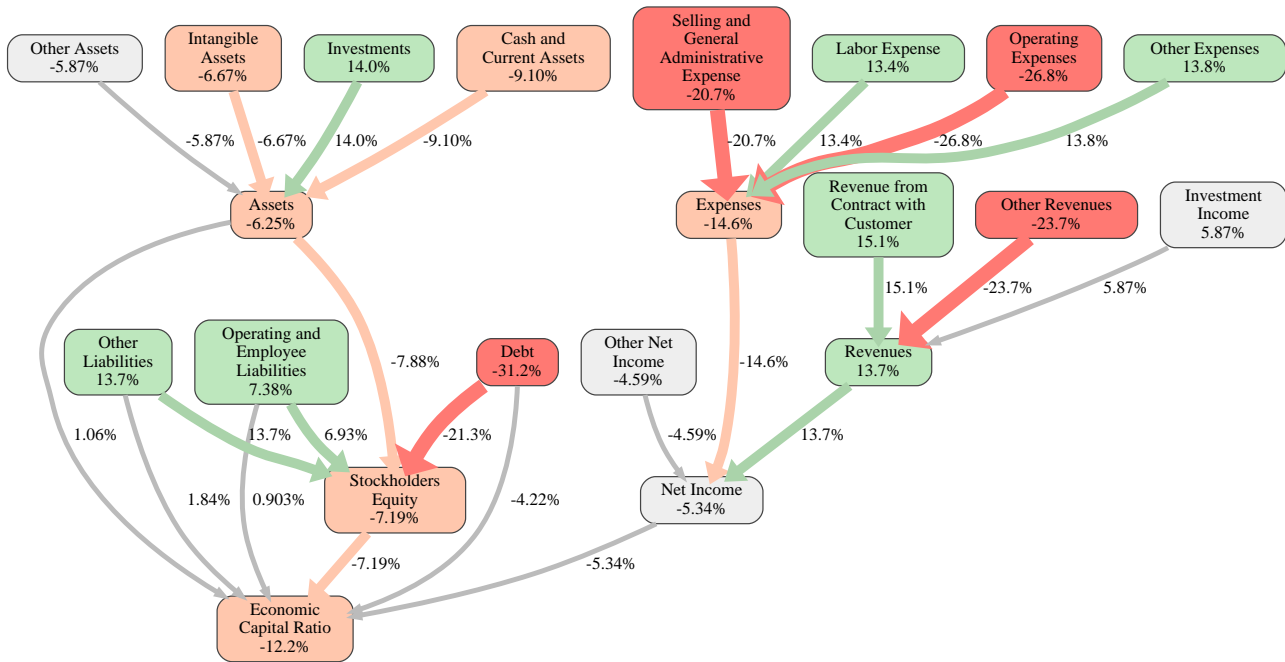 Other Assets
-5.87%
Intangible
Assets
-6.67%
Investments
14.0%
Cash and
Current Assets
-9.10%
Selling and
General
Administrative
Expense
-20.7%
Labor Expense
13.4%
Operating
Expenses
-26.8%
Other Expenses
13.8%
-5.87%
-6.67%
14.0%
-9.10%
-20.7%
13.4%
-26.8%
13.8%
Assets
-6.25%
Expenses
-14.6%
Revenue from
Contract with
Customer
15.1%
Other Revenues
-23.7%
Investment
Income
5.87%
15.1%
-23.7%
5.87%
Other
Liabilities
13.7%
Operating and
Employee
Liabilities
7.38%
-7.88%
Debt
-31.2%
Other Net
Income
-4.59%
-14.6%
Revenues
13.7%
1.06%
13.7%
6.93%
-21.3%
-4.59%
13.7%
1.84%
0.903%
Stockholders
Equity
-7.19%
-4.22%
Net Income
-5.34%
-7.19%
-5.34%
Economic
Capital Ratio
-12.2%